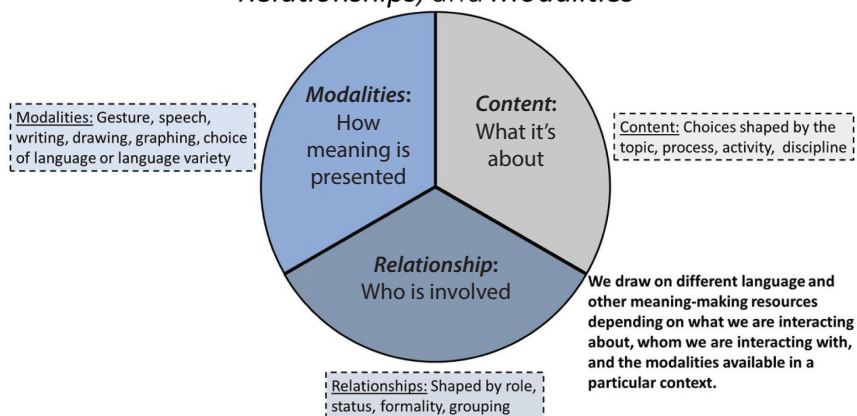 Relationships, and Modalities
Modalities:
How
meaning is
presented
Content:
What it's
about
Relationship:
Who is involved
Modalities: Gesture, speech,
writing, drawing, graphing, choice
of language or language variety
Content: Choices shaped by the
topic, process, activity, discipline
We draw on different language and
other meaning-making resources
depending on what we are interacting
about, whom we are interacting with,
and the modalities available in a
particular context.
Relationships: Shaped by role,
status, formality, grouping